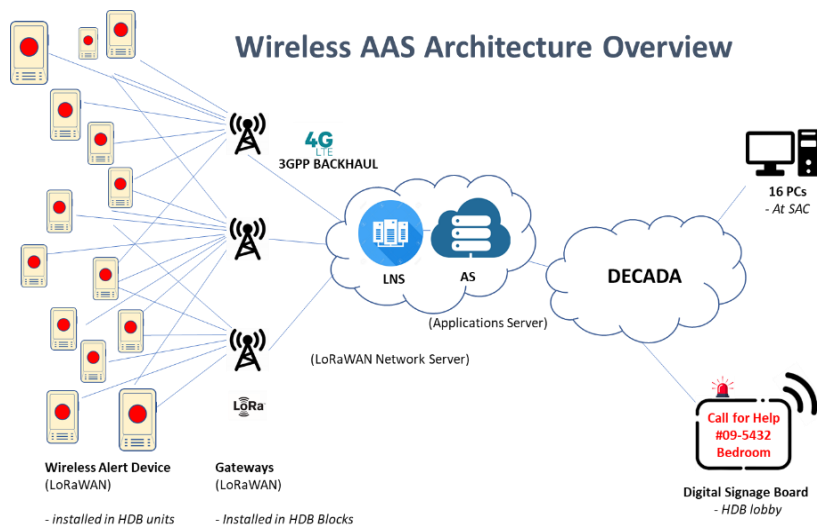 Wireless AAS Architecture Overview
4G
LTE
3GPP BACKHAUL
16 PCs
- At SAC
LNS
AS
DECADA
(Applications Server)
(LoRaWAN Network Server)
LoRa
Call for Help
#09-5432
Bedroom
Wireless Alert Device
(LoRaWAN)
- installed in HDB units
Gateways
(LoRaWAN)
- Installed in HDB Blocks
Digital Signage Board
- HDB lobby